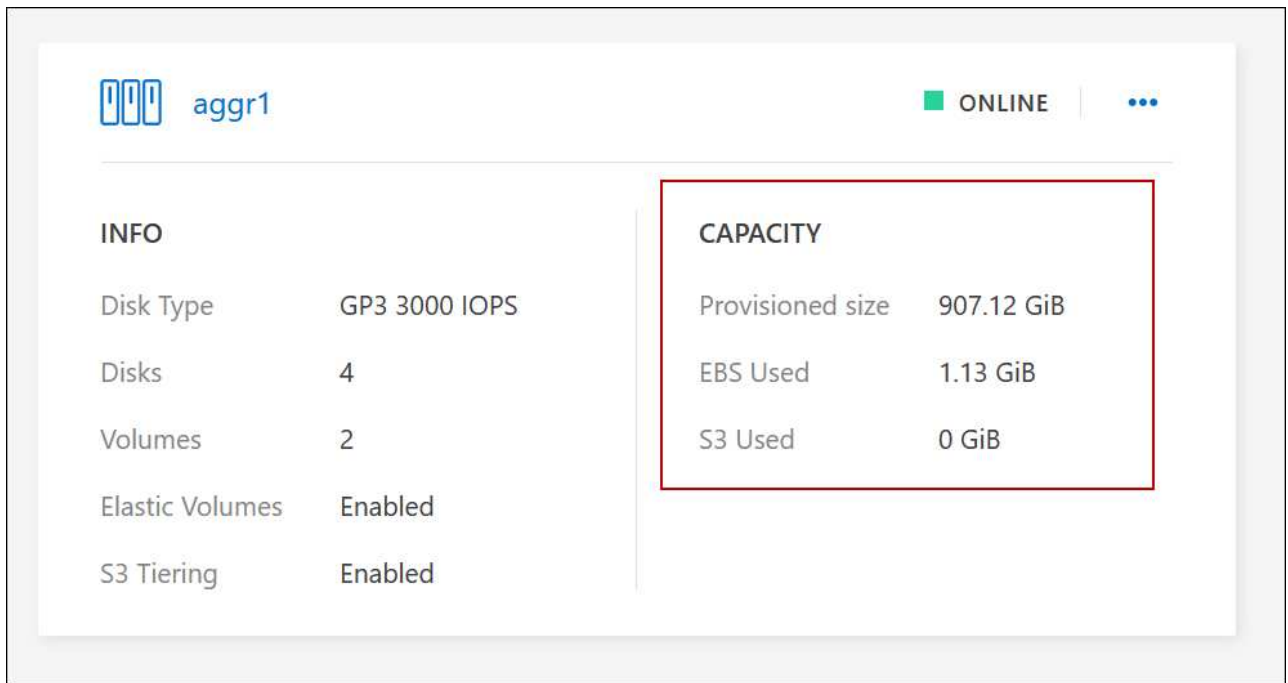 aggr1
ONLINE
INFO
Disk Type GP3 3000 IOPS
Disks 4
Volumes 2
Elastic Volumes Enabled
S3 Tiering Enabled
CAPACITY
Provisioned size 907.12 GiB
EBS Used 1.13 GiB
S3 Used 0 GiB